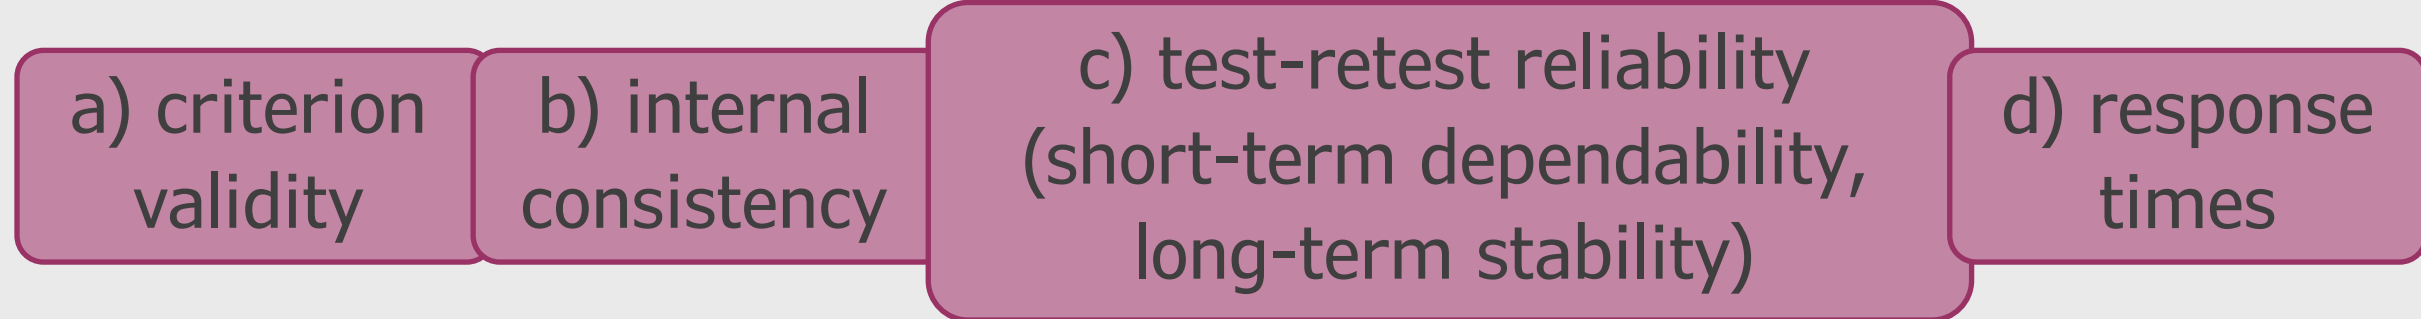 a) criterion
validity
b) internal
consistency
c) test-retest reliability
(short-term dependability,
long-term stability)
d) response
times